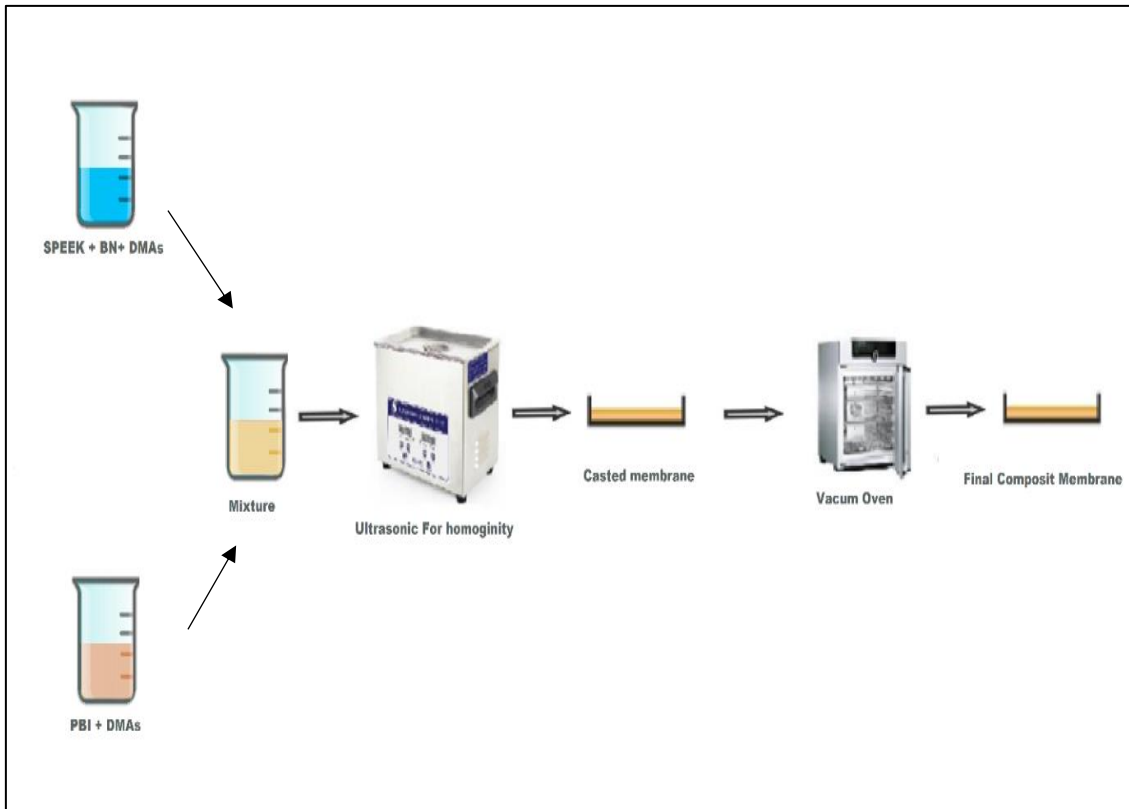 SPEEK + BN+ DMAs
Mixture
Ultrasonic For homoginity
Casted membrane
Vacum Oven
Final Composit Membrane
PBI + DMAs